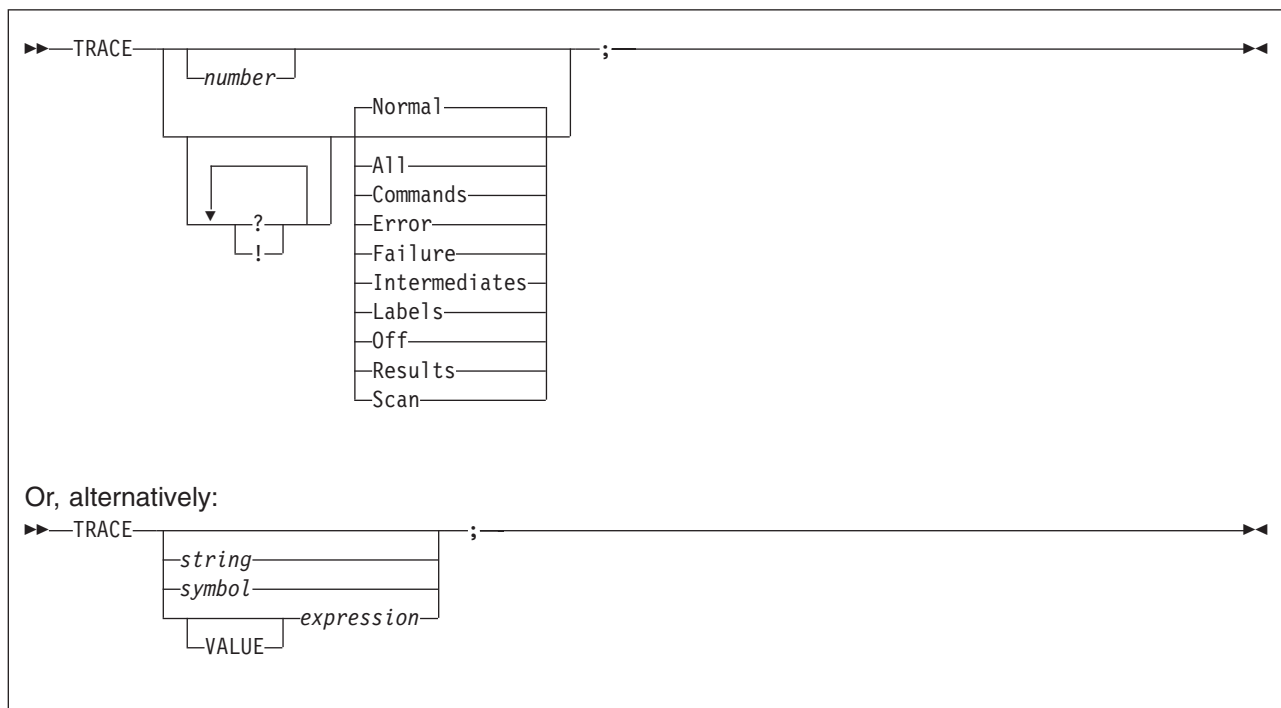 TRACE ;
number
Normal
All
Commands
? Error
! Failure
Intermediates
Labels
Off
Results
Scan
Or, alternatively:
TRACE ;
string
symbol
expression
VALUE